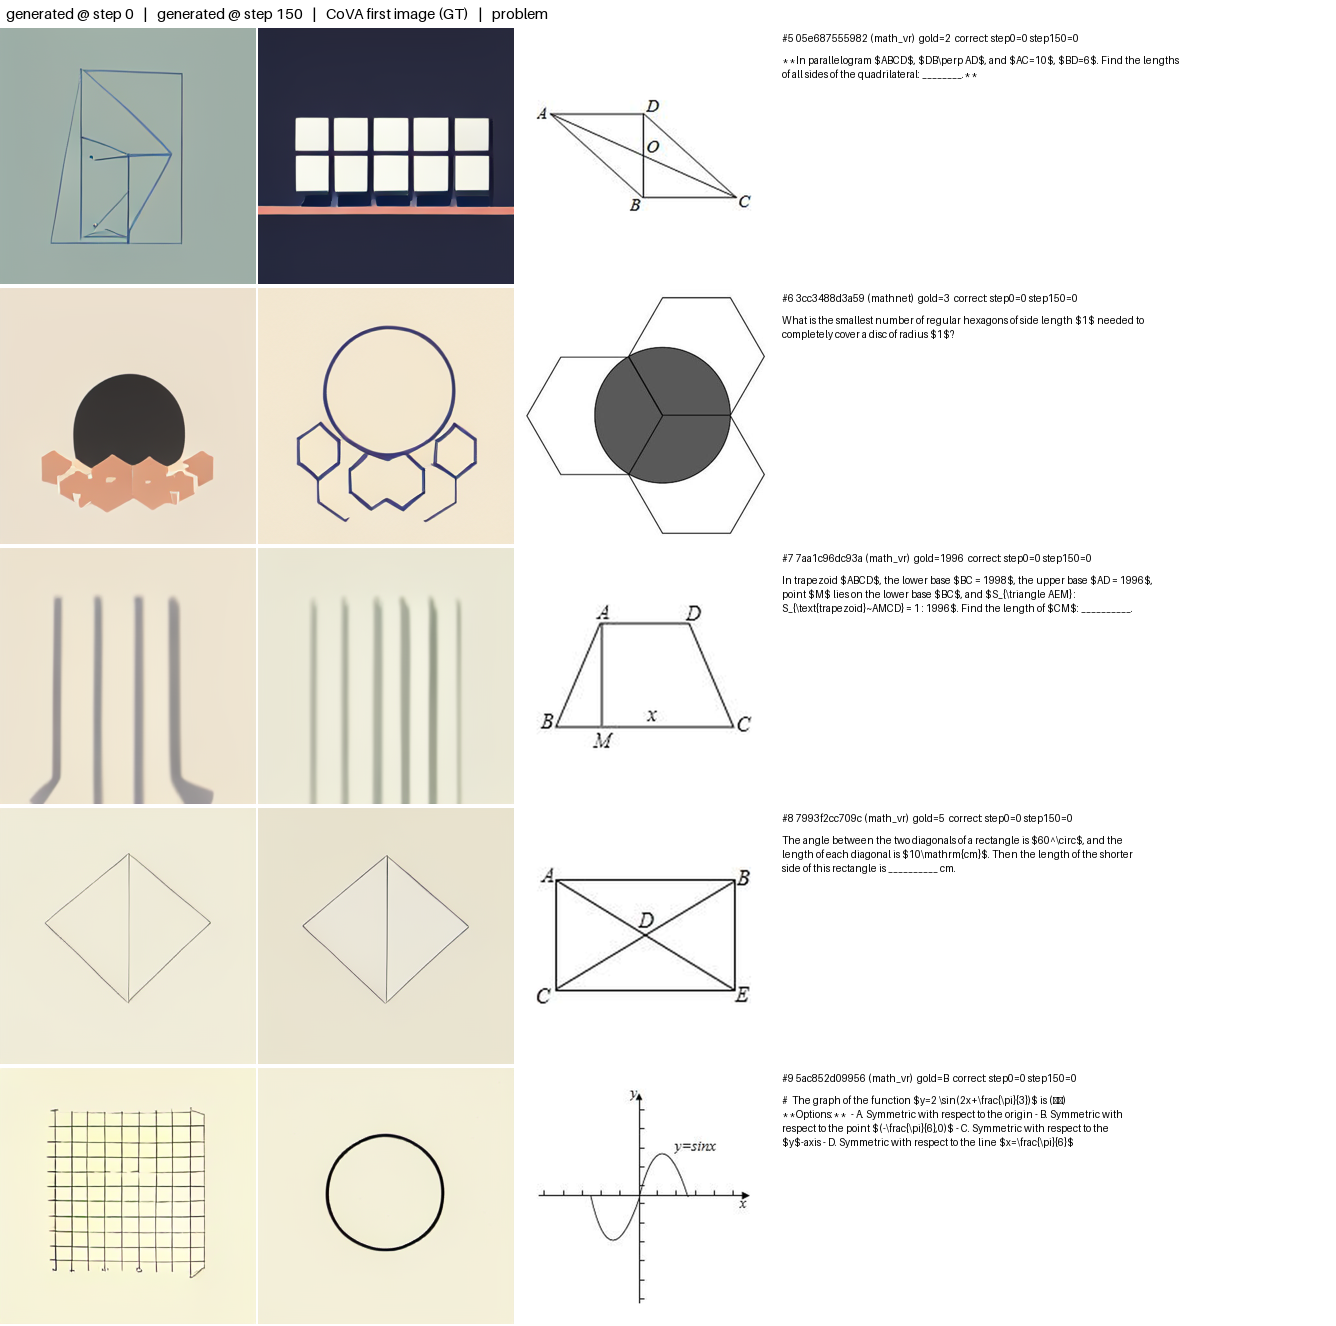 generated @ step 0 | generated @ step 150 | CoVA first image (GT) | problem
#5 05e687555982 (math_vr) gold=2 correct step0=0 step150=0
**In parallelogram $ABCD$, $DB\perp AD$, and $AC=10$, $BD=6$. Find the lengths
of all sides of the quadrilateral: ________.**
A
D
O
B
C
#6 3cc3488d3a59 (mathnet) gold=3 correct step0=0 step150=0
What is the smallest number of regular hexagons of side length $1$ needed to
completely cover a disc of radius $1$?
#7 7aa1c96dc93a (math_vr) gold=1996 correct step0=0 step150=0
In trapezoid $ABCD$, the lower base $BC = 1998$, the upper base $AD = 1996$,
point $M$ lies on the lower base $BC$, and $S_{\triangle AEM} :
S_{\text{trapezoid}~AMCD} = 1 : 1996$. Find the length of $CM$: __________.
A
D
B
M
x
C
#8 7993f2cc709c (math_vr) gold=5 correct step0=0 step150=0
The angle between the two diagonals of a rectangle is $60^\circ$, and the
length of each diagonal is $10\mathrm{cm}$. Then the length of the shorter
side of this rectangle is __________ cm.
A
B
D
C
E
#9 5ac852d09956 (math_vr) gold=B correct step0=0 step150=0
# The graph of the function $y=2 \sin(2x+\frac{\pi}{3})$ is ()
**Options:** - A. Symmetric with respect to the origin - B. Symmetric with
respect to the point $(-\frac{\pi}{6},0)$ - C. Symmetric with respect to the
$y$-axis - D. Symmetric with respect to the line $x=\frac{\pi}{6}$
y
y=sinx
x